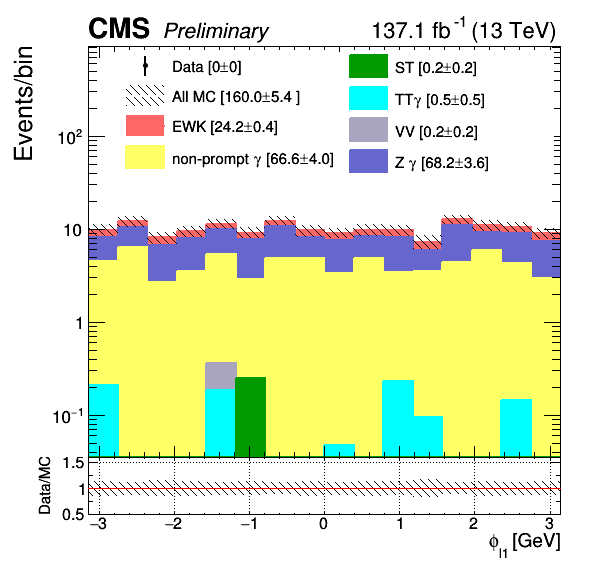 CMS Preliminary 137.1 fb⁻¹ (13 TeV)
Events/bin
Data [0±0]
All MC [160.0±5.4 ]
EWK [24.2±0.4]
non-prompt γ [66.6±4.0]
ST [0.2±0.2]
TTγ [0.5±0.5]
VV [0.2±0.2]
Z γ [68.2±3.6]
10²
10
1
10⁻¹
Data/MC
1.5
1
0.5
−3 −2 −1 0 1 2 3
ϕ_l1 [GeV]